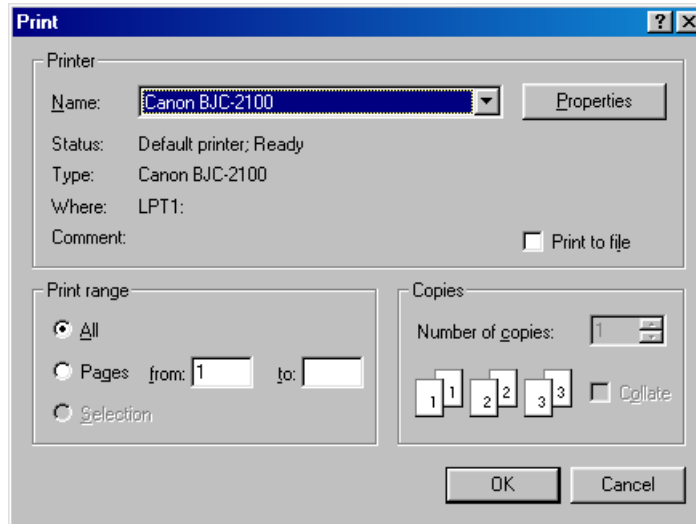 Print
Printer
Name: Canon BJC-2100 Properties
Status: Default printer; Ready
Type: Canon BJC-2100
Where: LPT1:
Comment: Print to file
Print range
All
Pages from: 1 to:
Selection
Copies
Number of copies: 1
1 1 2 2 3 3 Collate
OK Cancel